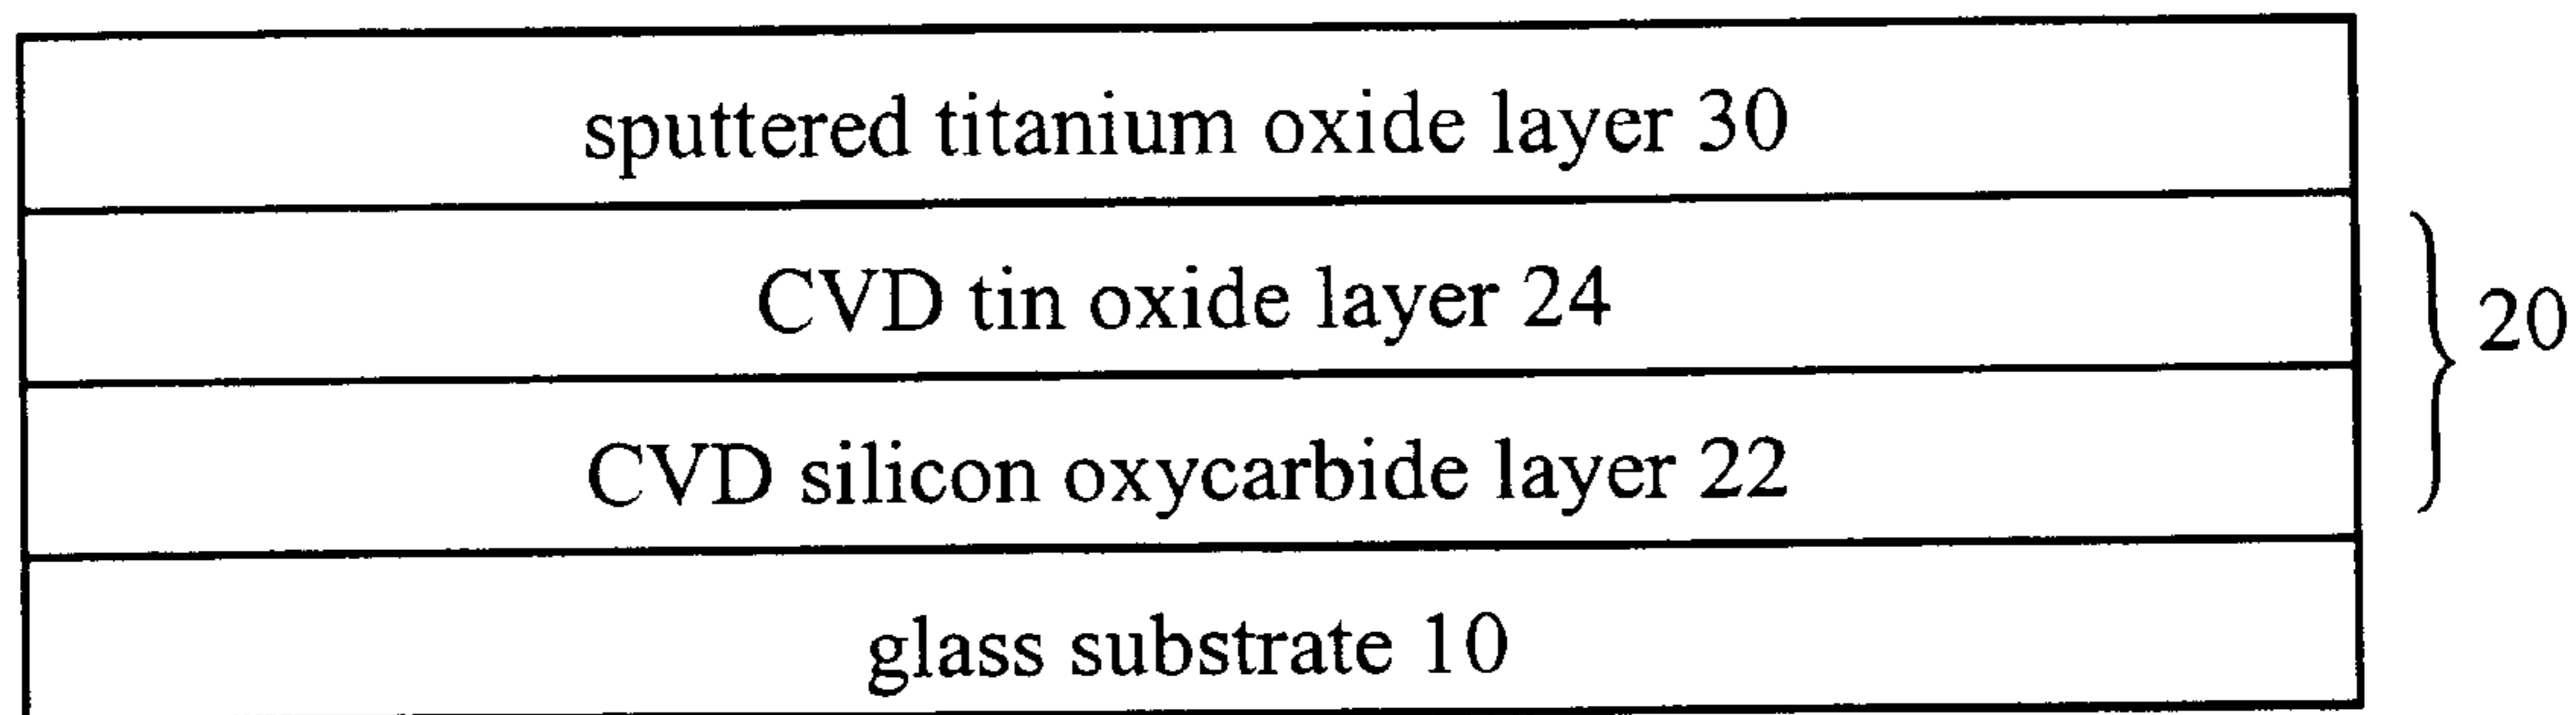 sputtered titanium oxide layer 30
CVD tin oxide layer 24
20
CVD silicon oxycarbide layer 22
glass substrate 10